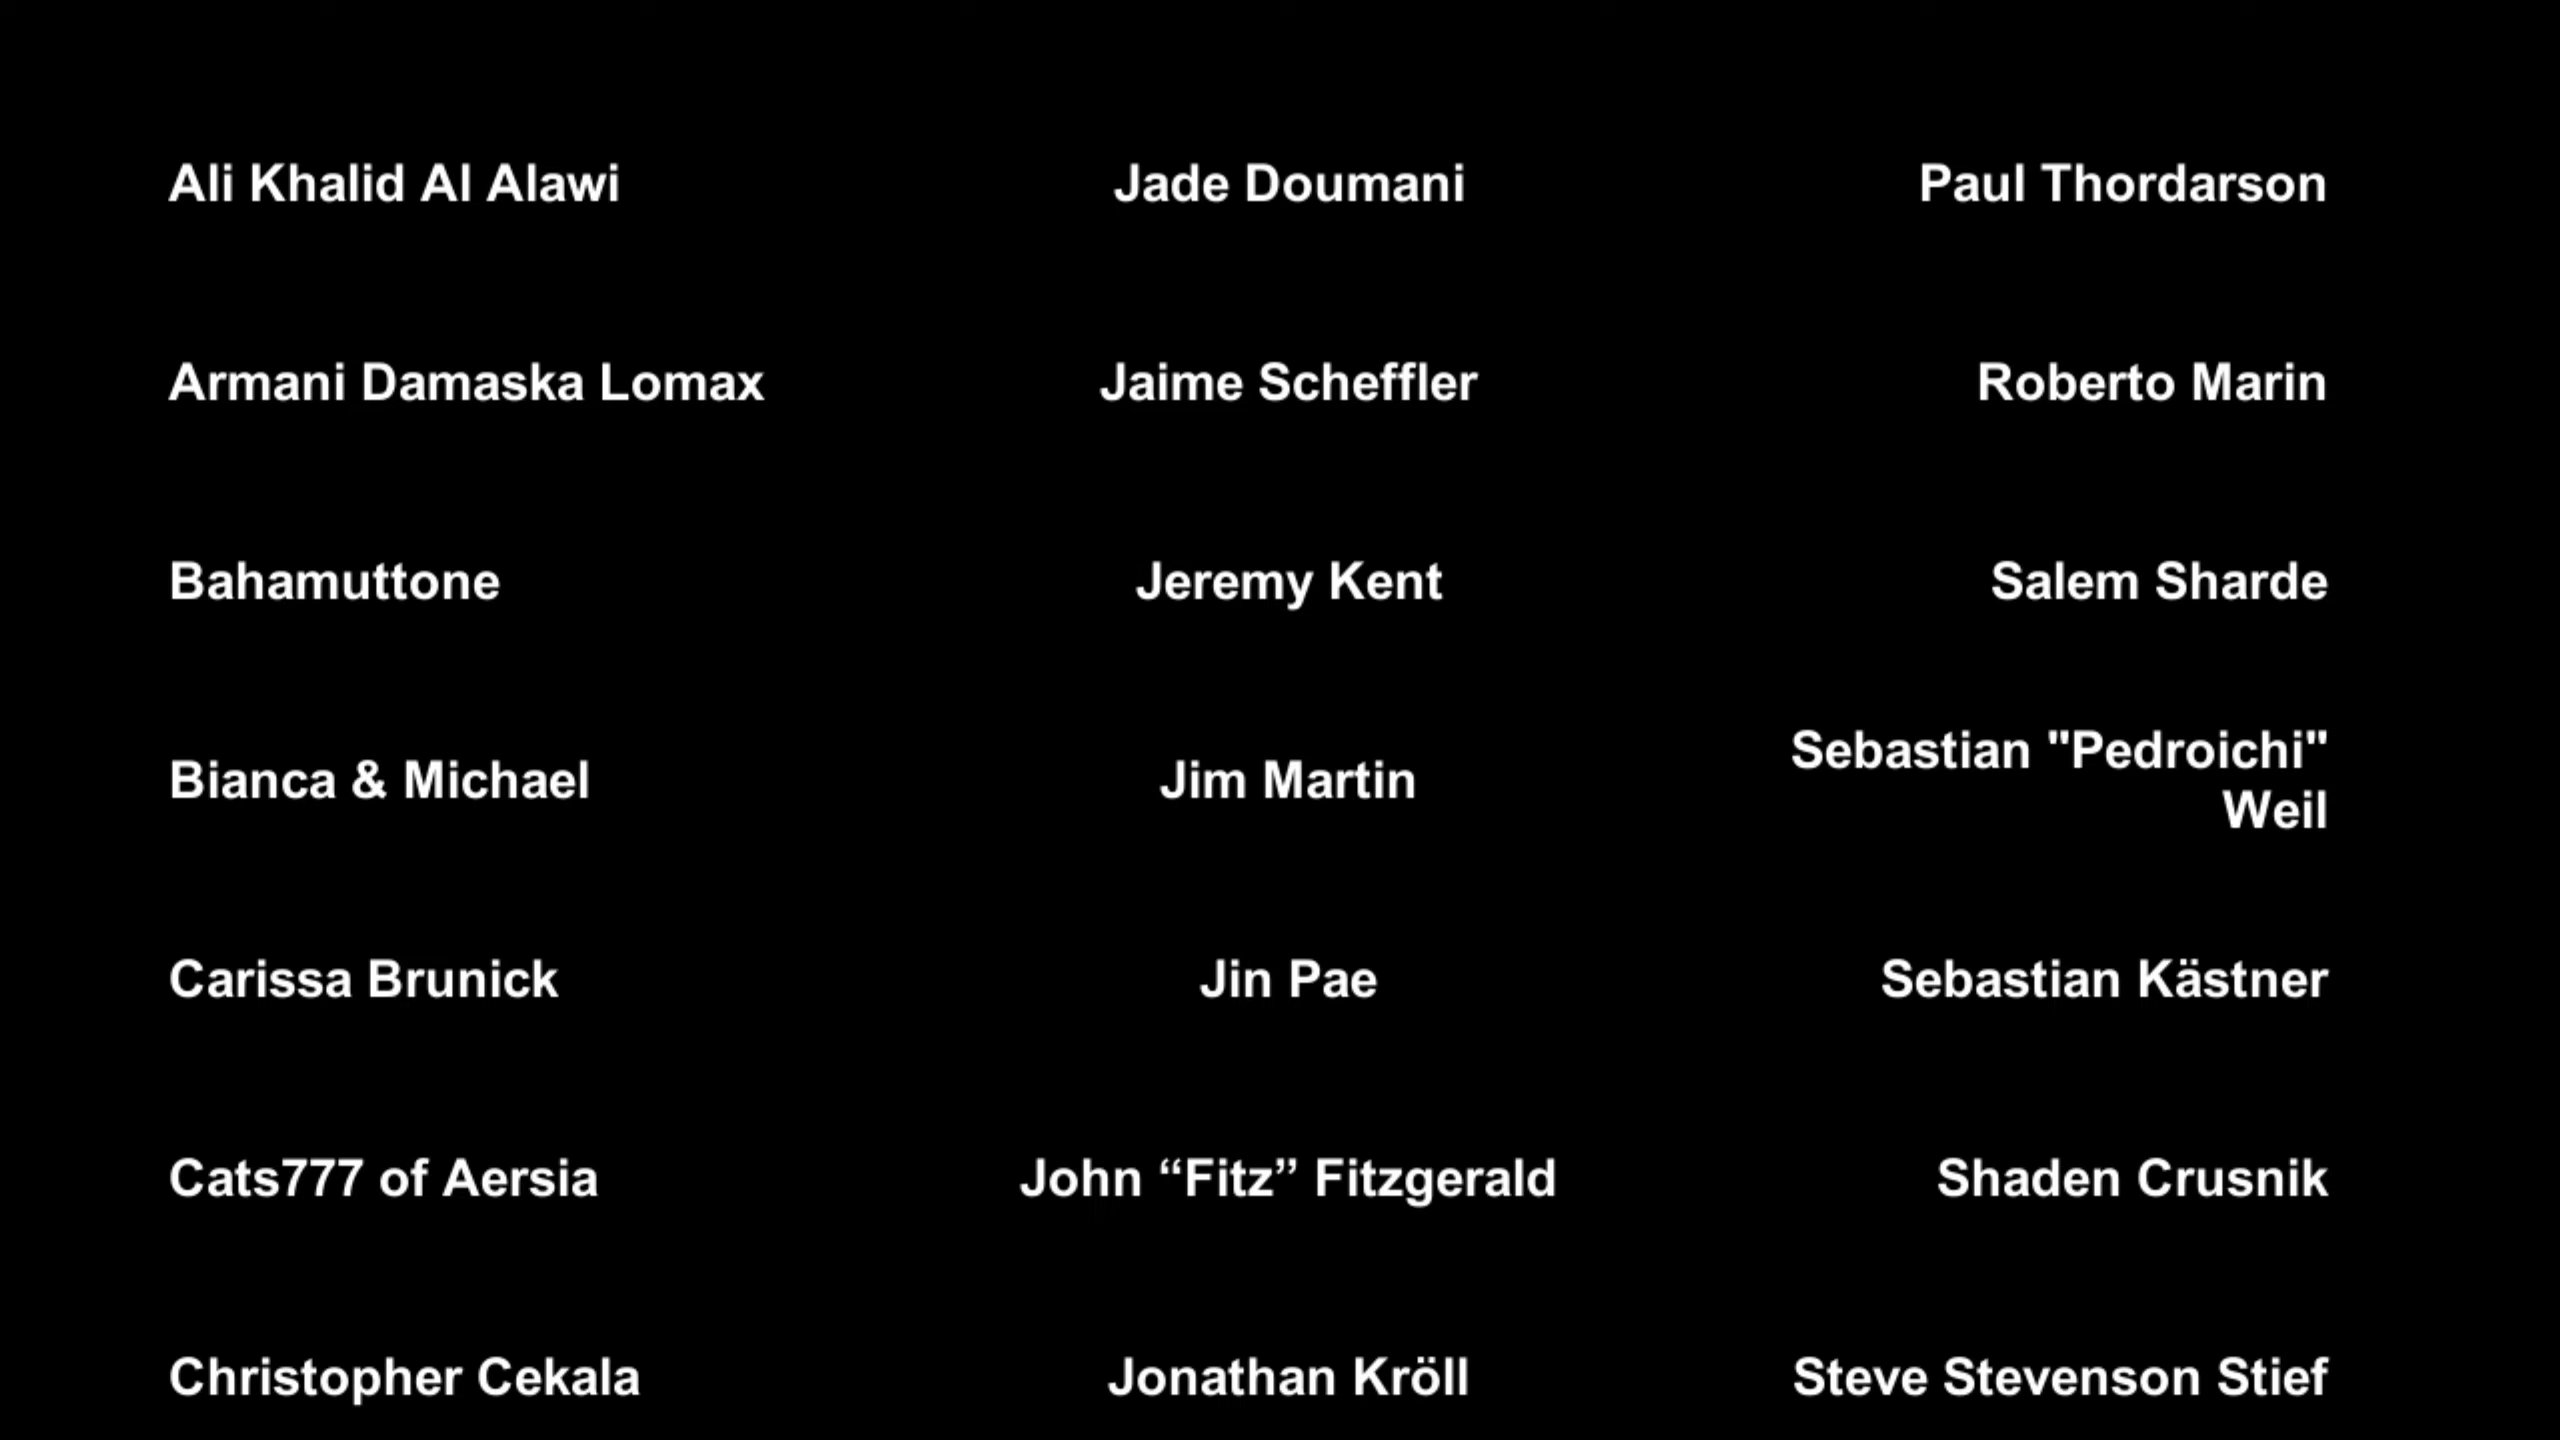 Ali Khalid Al Alawi
Jade Doumani
Paul Thordarson
Armani Damaska Lomax
Jaime Scheffler
Roberto Marin
Bahamuttone
Jeremy Kent
Salem Sharde
Bianca & Michael
Jim Martin
Sebastian "Pedroichi"
Weil
Carissa Brunick
Jin Pae
Sebastian Kästner
Cats777 of Aersia
John “Fitz” Fitzgerald
Shaden Crusnik
Christopher Cekala
Jonathan Kröll
Steve Stevenson Stief